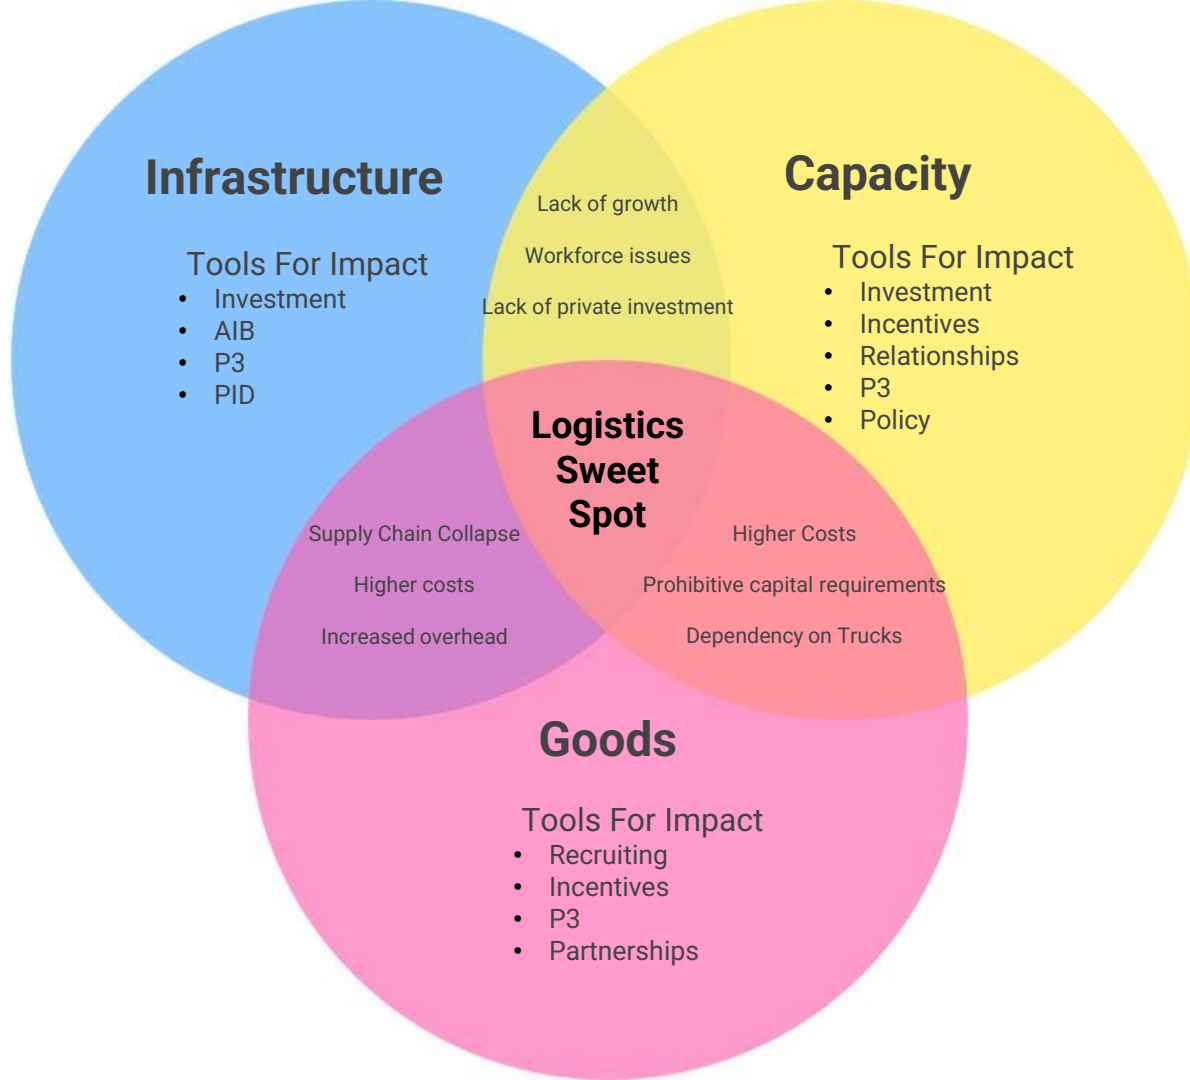 Infrastructure
Tools For Impact
• Investment
• AIB
• P3
• PID
Capacity
Tools For Impact
• Investment
• Incentives
• Relationships
• P3
• Policy
Lack of growth
Workforce issues
Lack of private investment
Logistics
Sweet
Spot
Supply Chain Collapse
Higher costs
Increased overhead
Higher Costs
Prohibitive capital requirements
Dependency on Trucks
Goods
Tools For Impact
• Recruiting
• Incentives
• P3
• Partnerships